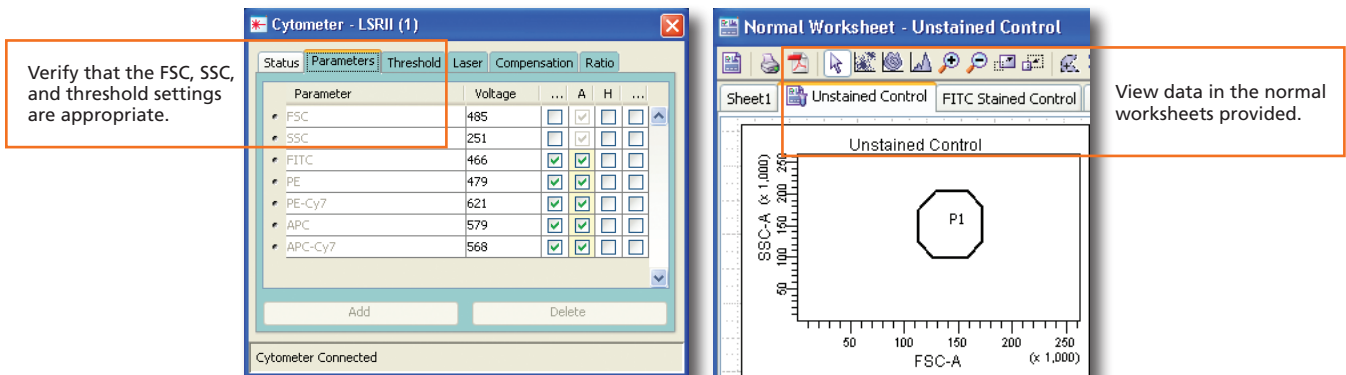 Verify that the FSC, SSC,
and threshold settings
are appropriate.
Cytometer - LSRII (1)
Status Parameters Threshold Laser Compensation Ratio
Parameter Voltage ... A H ...
FSC 485
SSC 251
FITC 466
PE 479
PE-Cy7 621
APC 579
APC-Cy7 568
Add Delete
Cytometer Connected
Normal Worksheet - Unstained Control
Sheet1 Unstained Control FITC Stained Control
Unstained Control
SSC-A (x 1,000)
50 100 150 200 250
P1
50 100 150 200 250
FSC-A (x 1,000)
View data in the normal
worksheets provided.